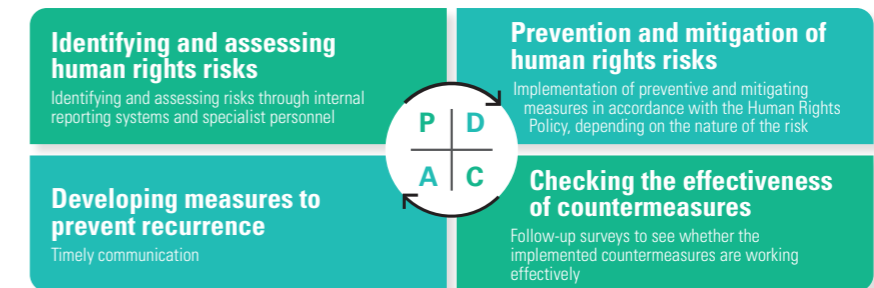 Identifying and assessing
human rights risks
Identifying and assessing risks through internal
reporting systems and specialist personnel
Prevention and mitigation of
human rights risks
Implementation of preventive and mitigating
measures in accordance with the Human Rights
Policy, depending on the nature of the risk
P D
A C
Developing measures to
prevent recurrence
Timely communication
Checking the effectiveness
of countermeasures
Follow-up surveys to see whether the
implemented countermeasures are working
effectively